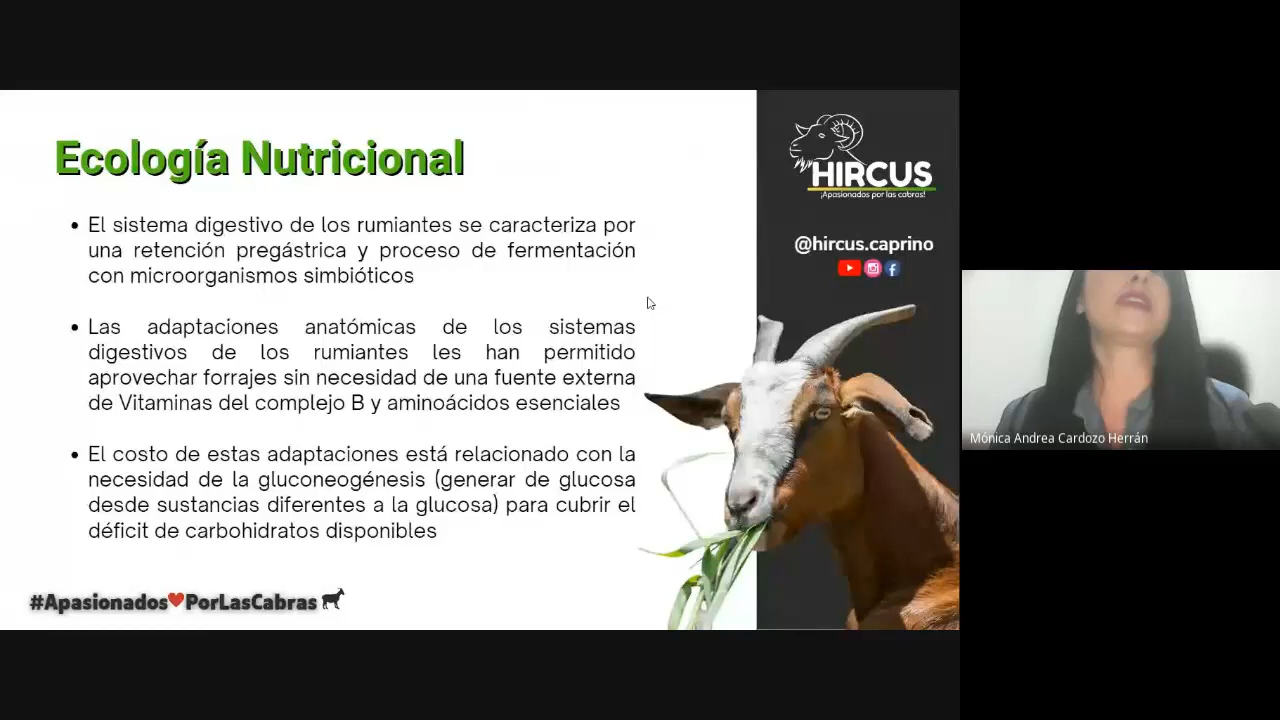 Ecología Nutricional
• El sistema digestivo de los rumiantes se caracteriza por
una retención pregástrica y proceso de fermentación
con microorganismos simbióticos
• Las adaptaciones anatómicas de los sistemas
digestivos de los rumiantes les han permitido
aprovechar forrajes sin necesidad de una fuente externa
de Vitaminas del complejo B y aminoácidos esenciales
• El costo de estas adaptaciones está relacionado con la
necesidad de la gluconeogénesis (generar de glucosa
desde sustancias diferentes a la glucosa) para cubrir el
déficit de carbohidratos disponibles
#Apasionados❤PorLasCabras
HIRCUS
¡Apasionados por las cabras!
@hircus.caprino
Mónica Andrea Cardozo Herrán